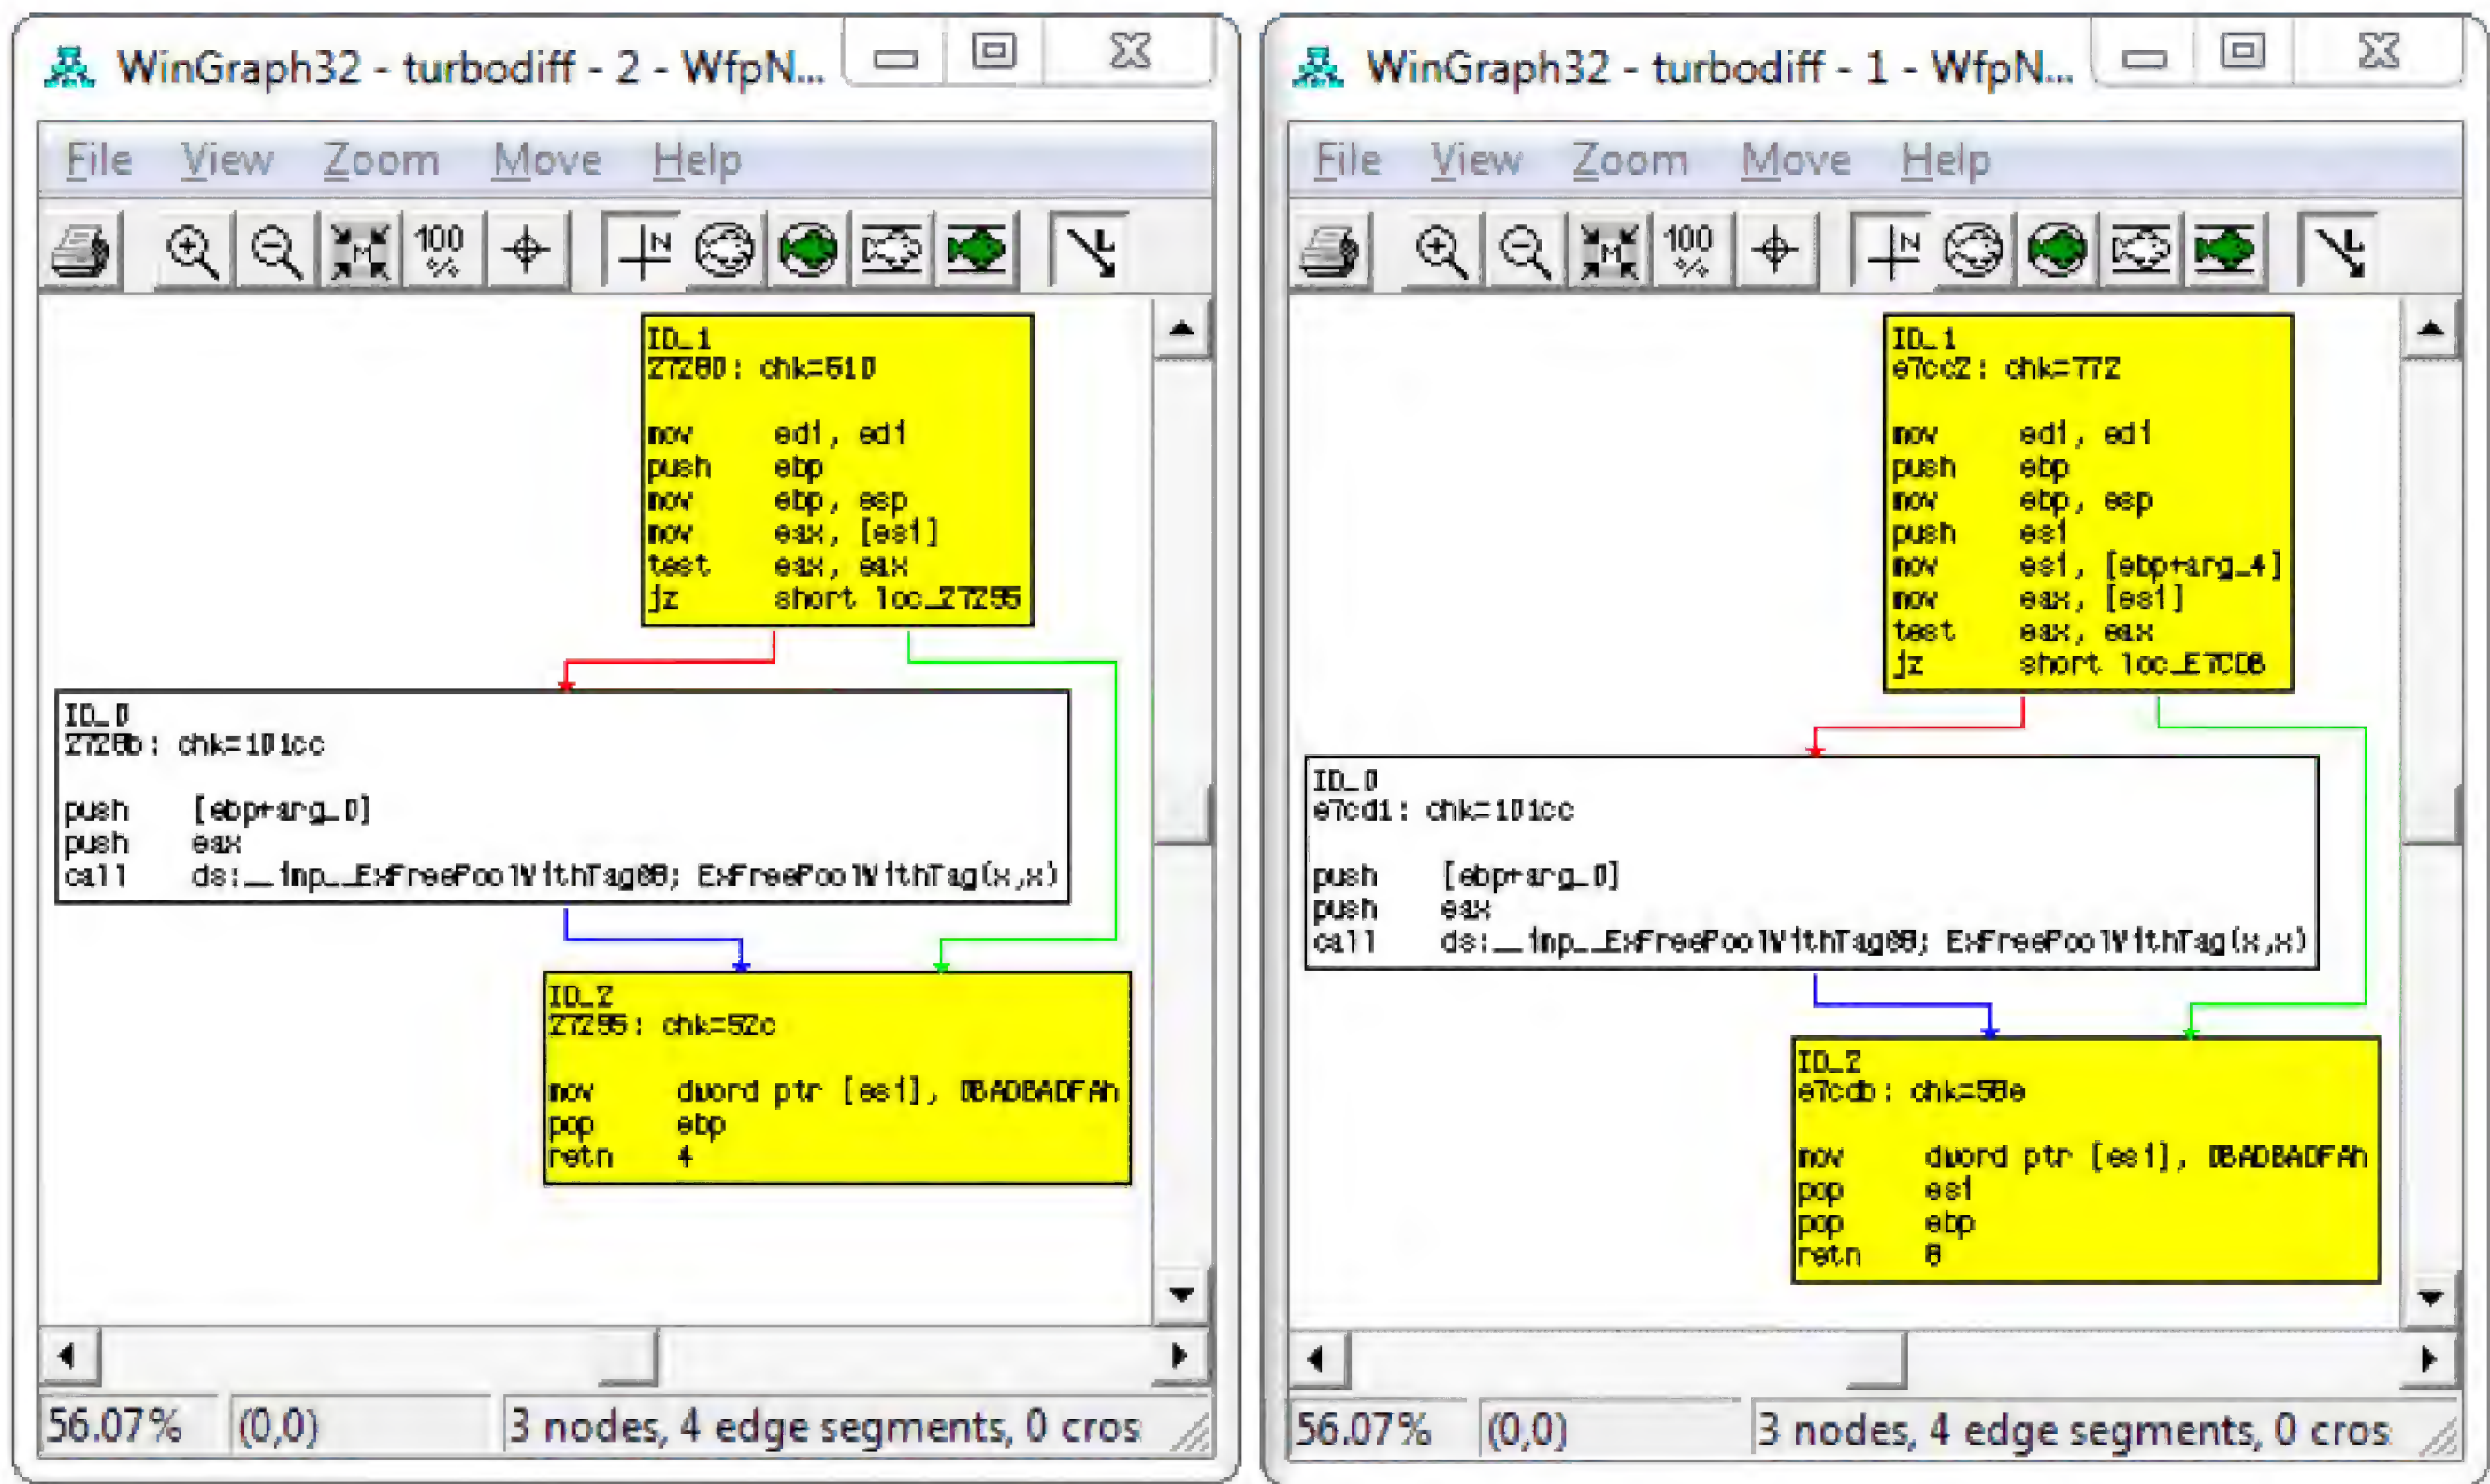 WinGraph32 - turbodiff - 2 - WfpN...
File View Zoom Move Help
100 %
N
L
M
ID_1
27280: chk=610
mov edi, edi
push ebp
mov ebp, esp
mov eax, [esi]
test eax, eax
jz short loc_27295
ID_0
2728b: chk=101cc
push [ebp+arg_0]
push eax
call ds:__imp__ExFreePoolWithTag@8; ExFreePoolWithTag(x,x)
ID_2
27295: chk=52c
mov dword ptr [esi], 0BADBADFAh
pop ebp
retn 4
56.07% (0,0) 3 nodes, 4 edge segments, 0 cros
WinGraph32 - turbodiff - 1 - WfpN...
File View Zoom Move Help
100 %
N
L
M
ID_1
e7cc2: chk=772
mov edi, edi
push ebp
mov ebp, esp
push esi
mov esi, [ebp+arg_4]
mov eax, [esi]
test eax, eax
jz short loc_E7CDB
ID_0
e7cd1: chk=101cc
push [ebp+arg_0]
push eax
call ds:__imp__ExFreePoolWithTag@8; ExFreePoolWithTag(x,x)
ID_2
e7cdb: chk=58e
mov dword ptr [esi], 0BADBADFAh
pop esi
pop ebp
retn 8
56.07% (0,0) 3 nodes, 4 edge segments, 0 cros